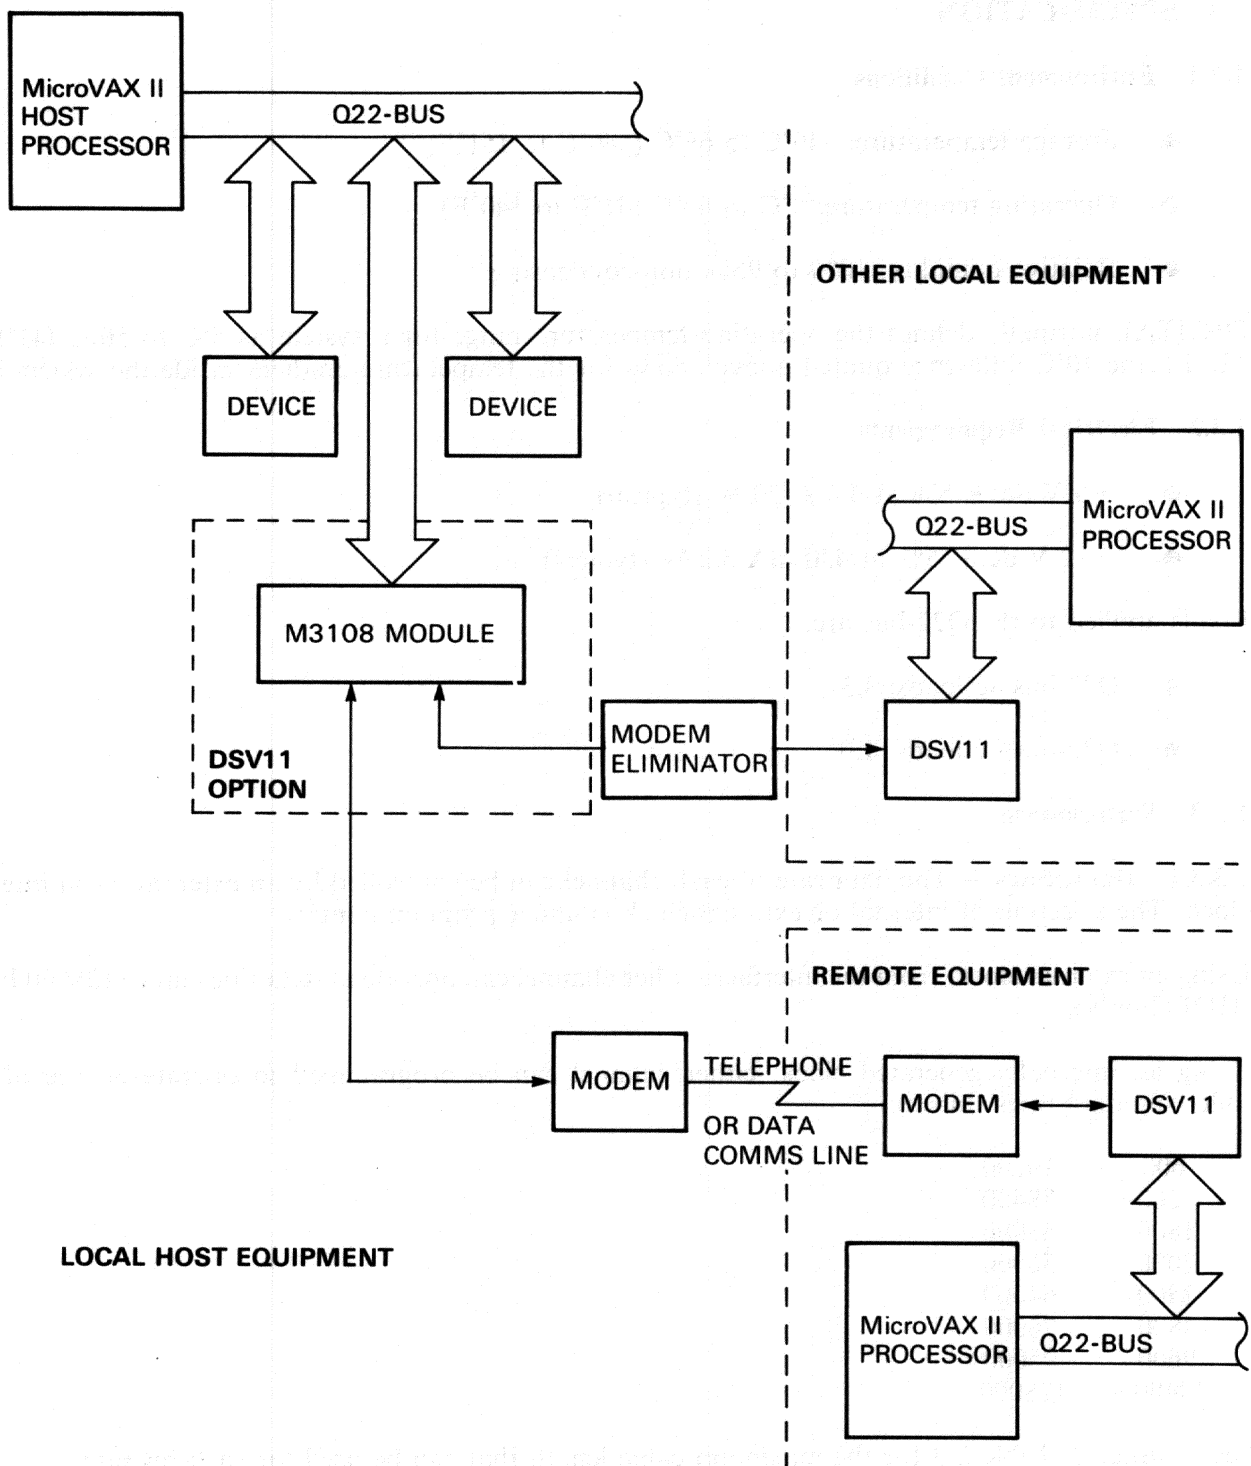 MicroVAX II
HOST
PROCESSOR
Q22-BUS
DEVICE
DEVICE
OTHER LOCAL EQUIPMENT
MicroVAX II
PROCESSOR
Q22-BUS
M3108 MODULE
DSV11
OPTION
MODEM
ELIMINATOR
DSV11
REMOTE EQUIPMENT
MODEM
TELEPHONE
OR DATA
COMMS LINE
MODEM
DSV11
LOCAL HOST EQUIPMENT
MicroVAX II
PROCESSOR
Q22-BUS